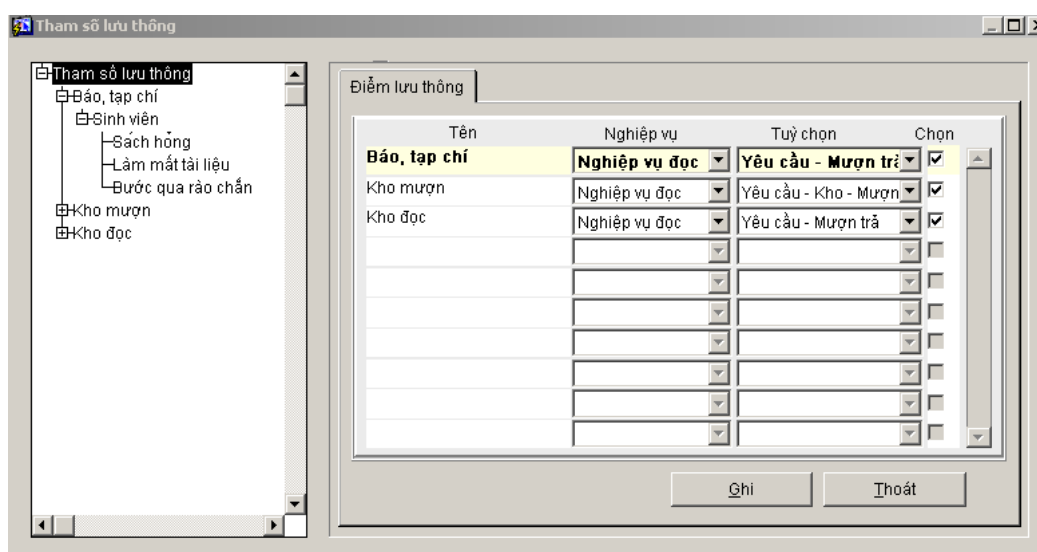 Tham số lưu thông
Tham số lưu thông
Báo, tạp chí
Sinh viên
Sách hỏng
Làm mất tài liệu
Bước qua rào chắn
Kho mượn
Kho đọc
Điểm lưu thông
Tên Nghiệp vụ Tuỳ chọn Chọn
Báo, tạp chí Nghiệp vụ đọc Yêu cầu - Mượn trả
Kho mượn Nghiệp vụ đọc Yêu cầu - Kho - Mượn
Kho đọc Nghiệp vụ đọc Yêu cầu - Mượn trả
Ghi Thoát